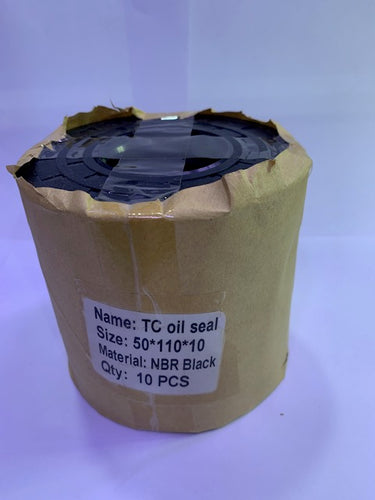 Name: TC oil seal
Size: 50*110*10
Material: NBR Black
Qty: 10 PCS